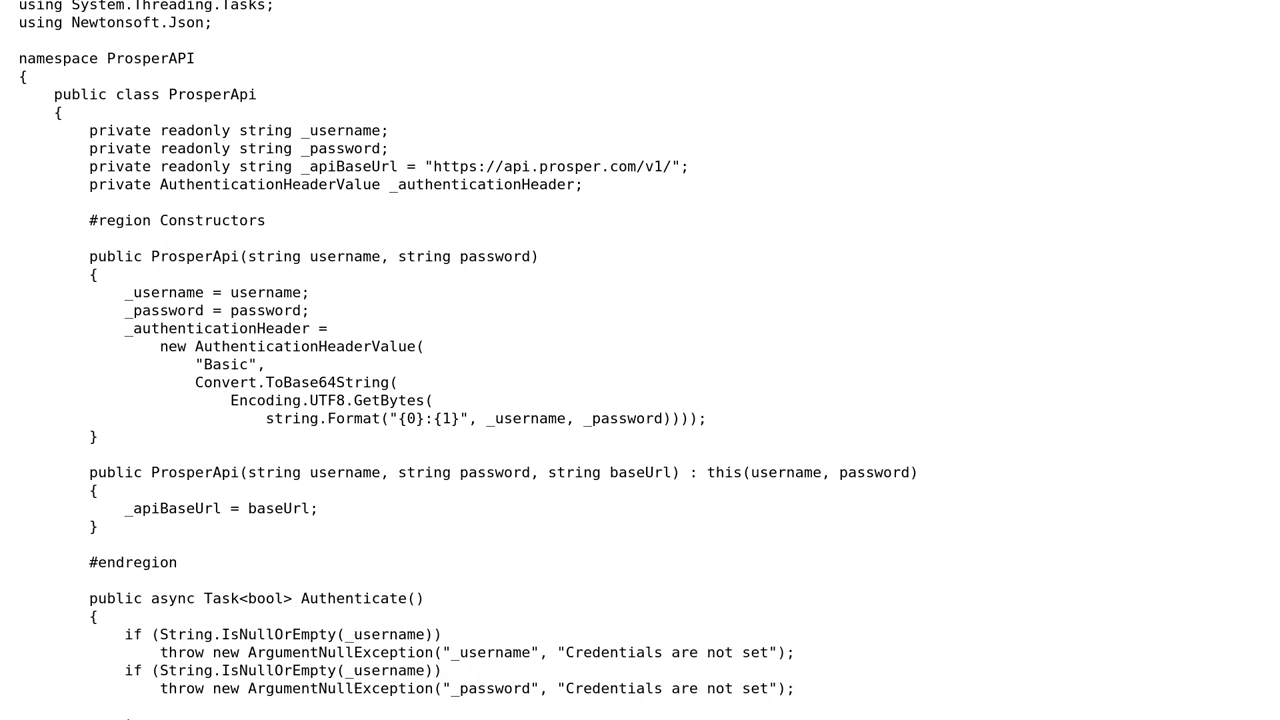 using System.Threading.Tasks;
using Newtonsoft.Json;

namespace ProsperAPI
{
    public class ProsperApi
    {
        private readonly string _username;
        private readonly string _password;
        private readonly string _apiBaseUrl = "https://api.prosper.com/v1/";
        private AuthenticationHeaderValue _authenticationHeader;

        #region Constructors

        public ProsperApi(string username, string password)
        {
            _username = username;
            _password = password;
            _authenticationHeader =
                new AuthenticationHeaderValue(
                    "Basic",
                    Convert.ToBase64String(
                        Encoding.UTF8.GetBytes(
                            string.Format("{0}:{1}", _username, _password))));
        }

        public ProsperApi(string username, string password, string baseUrl) : this(username, password)
        {
            _apiBaseUrl = baseUrl;
        }

        #endregion

        public async Task<bool> Authenticate()
        {
            if (String.IsNullOrEmpty(_username))
                throw new ArgumentNullException("_username", "Credentials are not set");
            if (String.IsNullOrEmpty(_username))
                throw new ArgumentNullException("_password", "Credentials are not set");